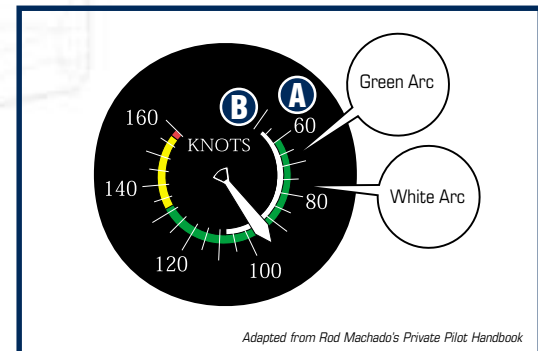 B
A
Green Arc
60
160
KNOTS
140
80
White Arc
120
100
Adapted from Rod Machado's Private Pilot Handbook